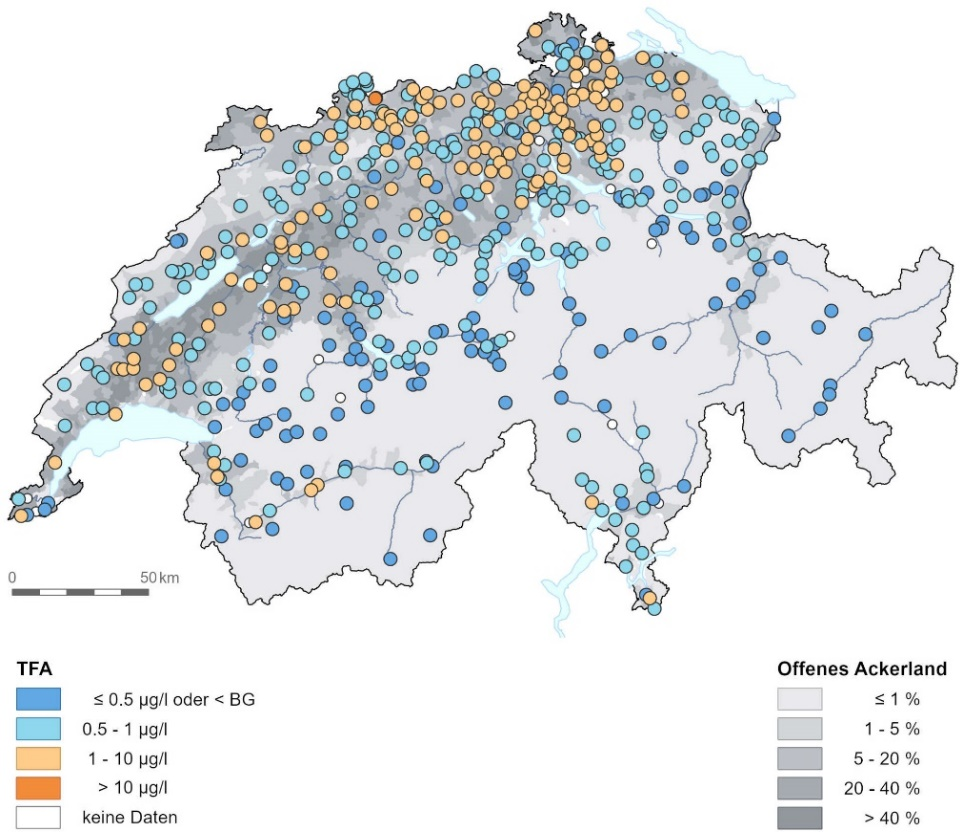 0 50 km
TFA
≤ 0.5 µg/l oder < BG
0.5 - 1 µg/l
1 - 10 µg/l
> 10 µg/l
keine Daten
Offenes Ackerland
≤ 1 %
1 - 5 %
5 - 20 %
20 - 40 %
> 40 %